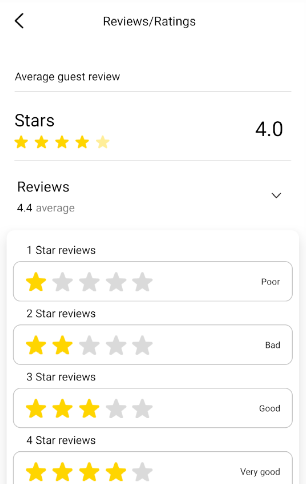 Reviews/Ratings
Average guest review
Stars
4.0
Reviews
4.4 average
1 Star reviews
Poor
2 Star reviews
Bad
3 Star reviews
Good
4 Star reviews
Very good